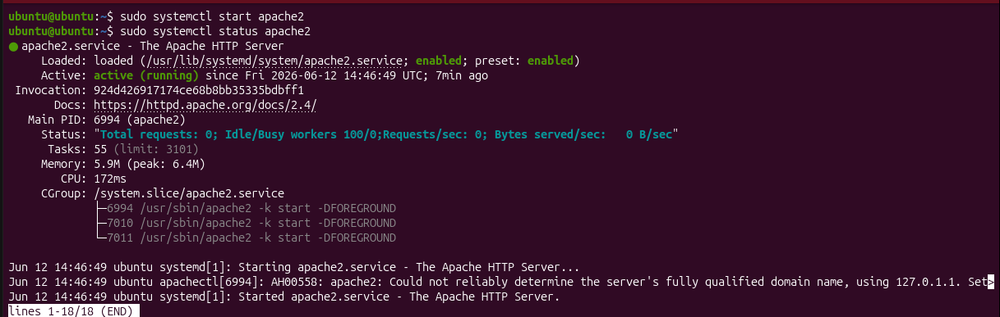 ubuntu@ubuntu:~$ sudo systemctl start apache2
ubuntu@ubuntu:~$ sudo systemctl status apache2
● apache2.service - The Apache HTTP Server
     Loaded: loaded (/usr/lib/systemd/system/apache2.service; enabled; preset: enabled)
     Active: active (running) since Fri 2026-06-12 14:46:49 UTC; 7min ago
 Invocation: 924d426917174ce68b8bb35335bdbff1
       Docs: https://httpd.apache.org/docs/2.4/
   Main PID: 6994 (apache2)
     Status: "Total requests: 0; Idle/Busy workers 100/0;Requests/sec: 0; Bytes served/sec:   0 B/sec"
      Tasks: 55 (limit: 3101)
     Memory: 5.9M (peak: 6.4M)
        CPU: 172ms
     CGroup: /system.slice/apache2.service
             ├─6994 /usr/sbin/apache2 -k start -DFOREGROUND
             ├─7010 /usr/sbin/apache2 -k start -DFOREGROUND
             └─7011 /usr/sbin/apache2 -k start -DFOREGROUND

Jun 12 14:46:49 ubuntu systemd[1]: Starting apache2.service - The Apache HTTP Server...
Jun 12 14:46:49 ubuntu apachectl[6994]: AH00558: apache2: Could not reliably determine the server's fully qualified domain name, using 127.0.1.1. Set>
Jun 12 14:46:49 ubuntu systemd[1]: Started apache2.service - The Apache HTTP Server.
lines 1-18/18 (END)